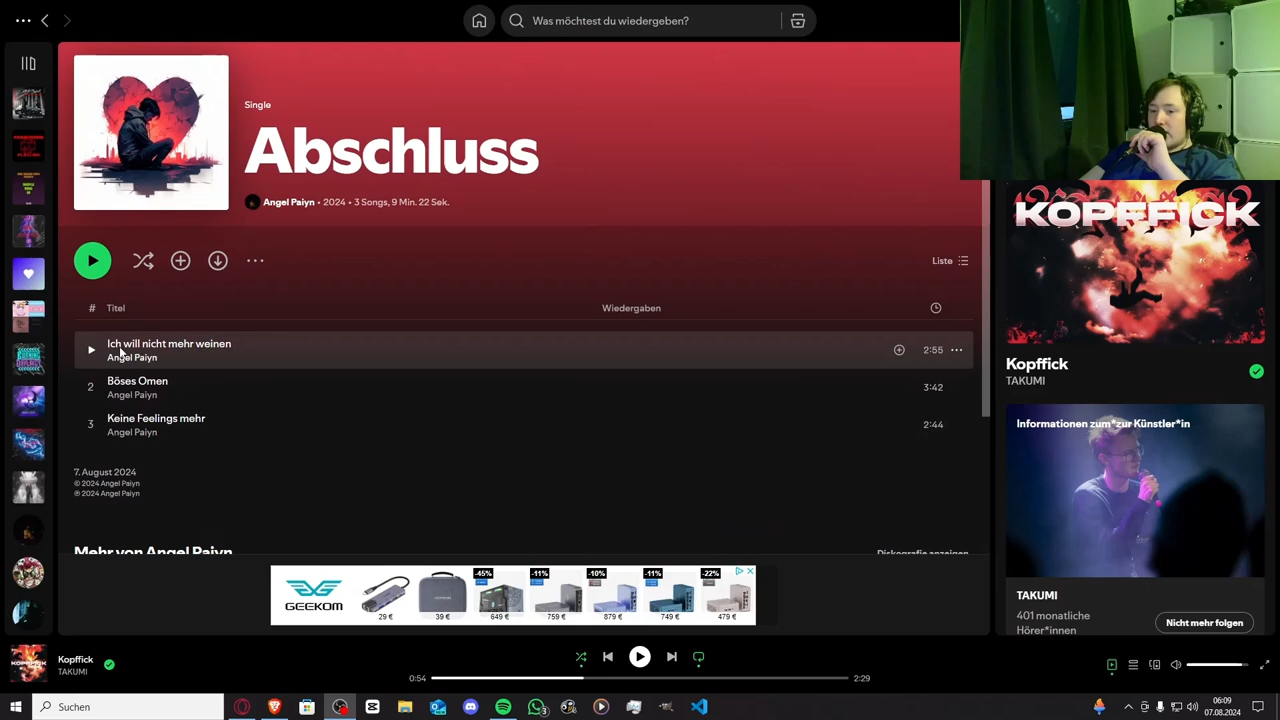 Was möchtest du wiedergeben?
Single
Abschluss
Angel Paiyn • 2024 • 3 Songs, 9 Min. 22 Sek.
Liste
# Titel Wiedergaben
Ich will nicht mehr weinen
Angel Paiyn
2:55
2 Böses Omen
Angel Paiyn
3:42
3 Keine Feelings mehr
Angel Paiyn
2:44
7. August 2024
© 2024 Angel Paiyn
℗ 2024 Angel Paiyn
Mehr von Angel Paiyn
Diskografie anzeigen
GEEKOM
29 €
39 €
-45%
649 €
-11%
759 €
-10%
879 €
-11%
749 €
-22%
479 €
KOPFFICK
Kopffick
TAKUMI
Informationen zum*zur Künstler*in
TAKUMI
401 monatliche
Hörer*innen
Nicht mehr folgen
Kopffick
TAKUMI
0:54
2:29
Suchen
3
06:09
07.08.2024